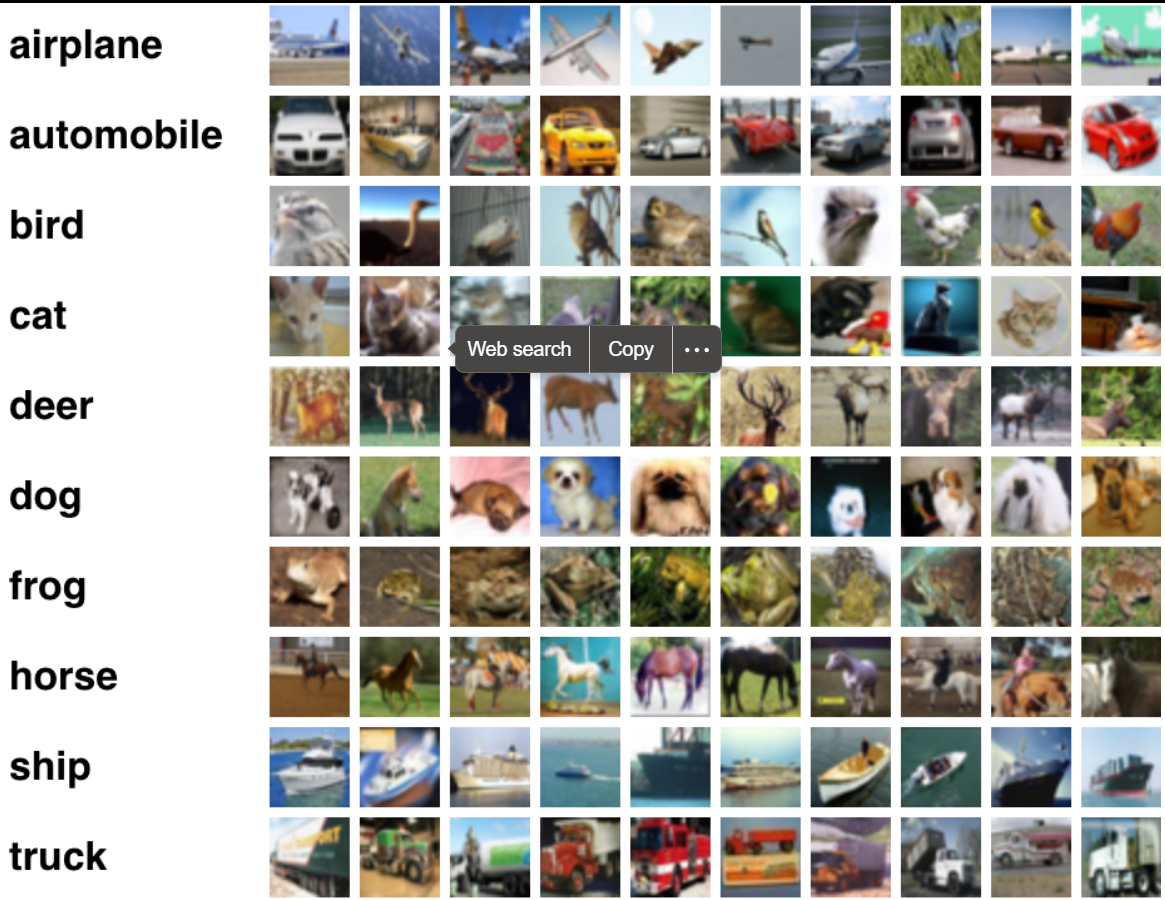 airplane
automobile
bird
cat
Web search Copy ...
deer
dog
frog
horse
ship
truck